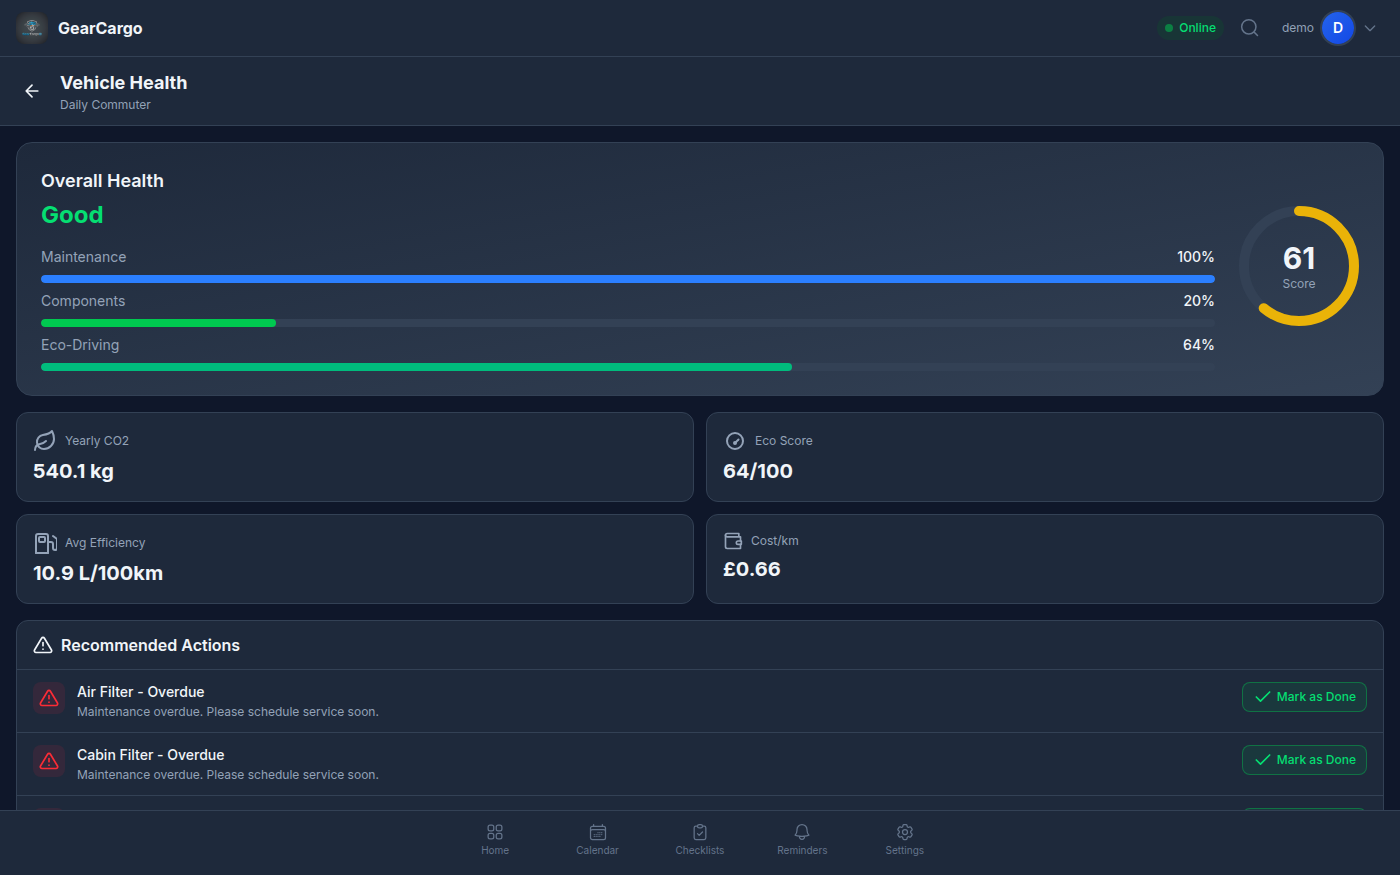 GearCargo
Online
demo
D
Vehicle Health
Daily Commuter
Overall Health
Good
Maintenance
100%
Components
20%
Eco-Driving
64%
61
Score
Yearly CO2
540.1 kg
Eco Score
64/100
Avg Efficiency
10.9 L/100km
Cost/km
£0.66
Recommended Actions
Air Filter - Overdue
Maintenance overdue. Please schedule service soon.
Mark as Done
Cabin Filter - Overdue
Maintenance overdue. Please schedule service soon.
Mark as Done
Home
Calendar
Checklists
Reminders
Settings